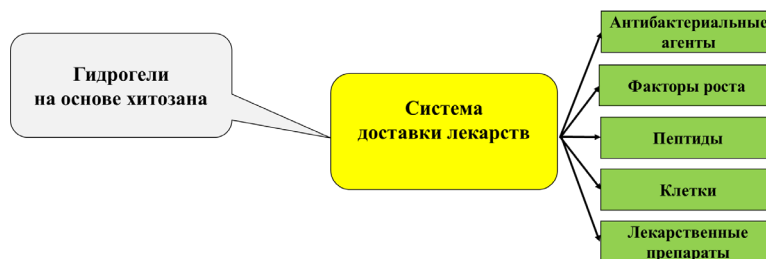 Гидрогели
на основе хитозана
Система
доставки лекарств
Антибактериальные
агенты
Факторы роста
Пептиды
Клетки
Лекарственные
препараты